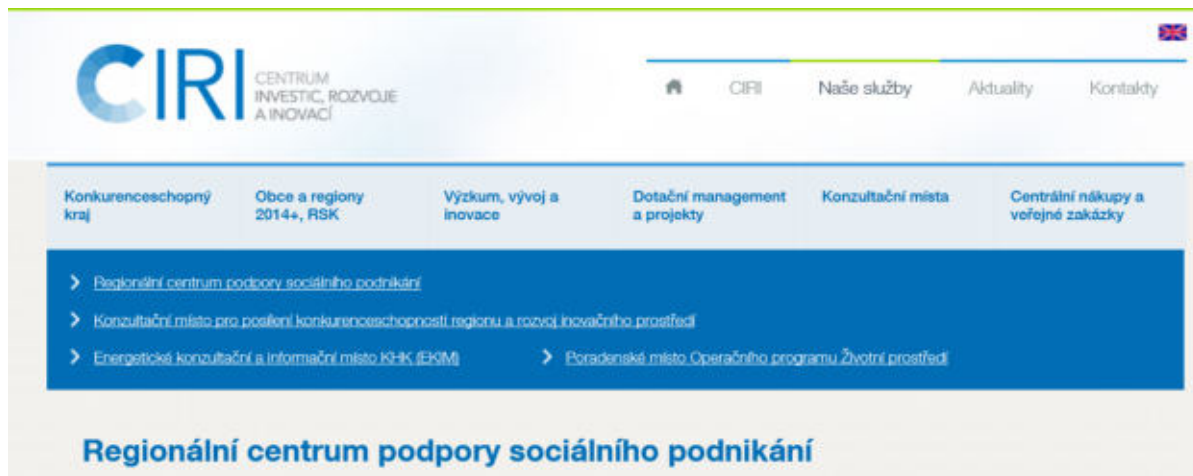 CIRI
CENTRUM
INVESTIC, ROZVOJE
A INOVACÍ
CIRI Naše služby Aktuality Kontakty
Konkurenceschopný kraj
Obce a regiony 2014+, RSK
Výzkum, vývoj a inovace
Dotační management a projekty
Konzultační místa
Centrální nákupy a veřejné zakázky
Regionální centrum podpory sociálního podnikání
Konzultační místo pro posílení konkurenceschopnosti regionu a rozvoj inovačního prostředí
Energetické konzultační a informační místo KHK (EKIM)
Poradenské místo Operačního programu Životní prostředí
Regionální centrum podpory sociálního podnikání